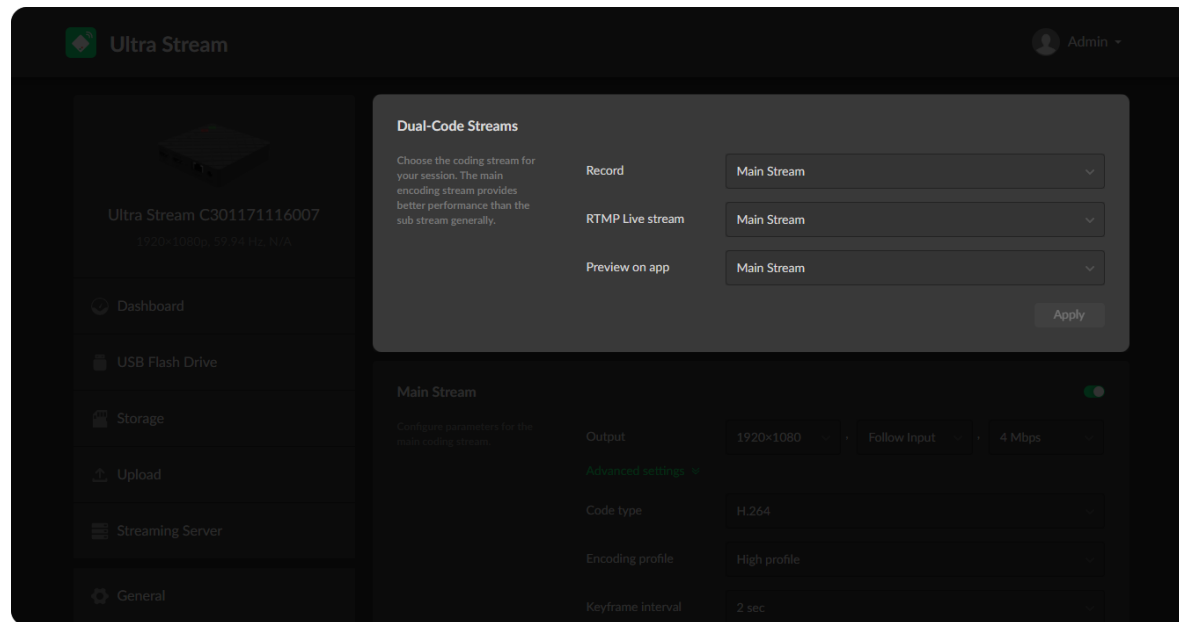 Ultra Stream
Admin
Ultra Stream C301171116007
1920×1080p, 59.94 Hz, N/A
Dashboard
USB Flash Drive
Storage
Upload
Streaming Server
General
Dual-Code Streams
Choose the coding stream for
your session. The main
encoding stream provides
better performance than the
sub stream generally.
Record
Main Stream
RTMP Live stream
Main Stream
Preview on app
Main Stream
Apply
Main Stream
Configure parameters for the
main coding stream
Output
1920×1080
Follow Input
4 Mbps
Advanced settings
Code type
H.264
Encoding profile
High profile
Keyframe interval
2 sec